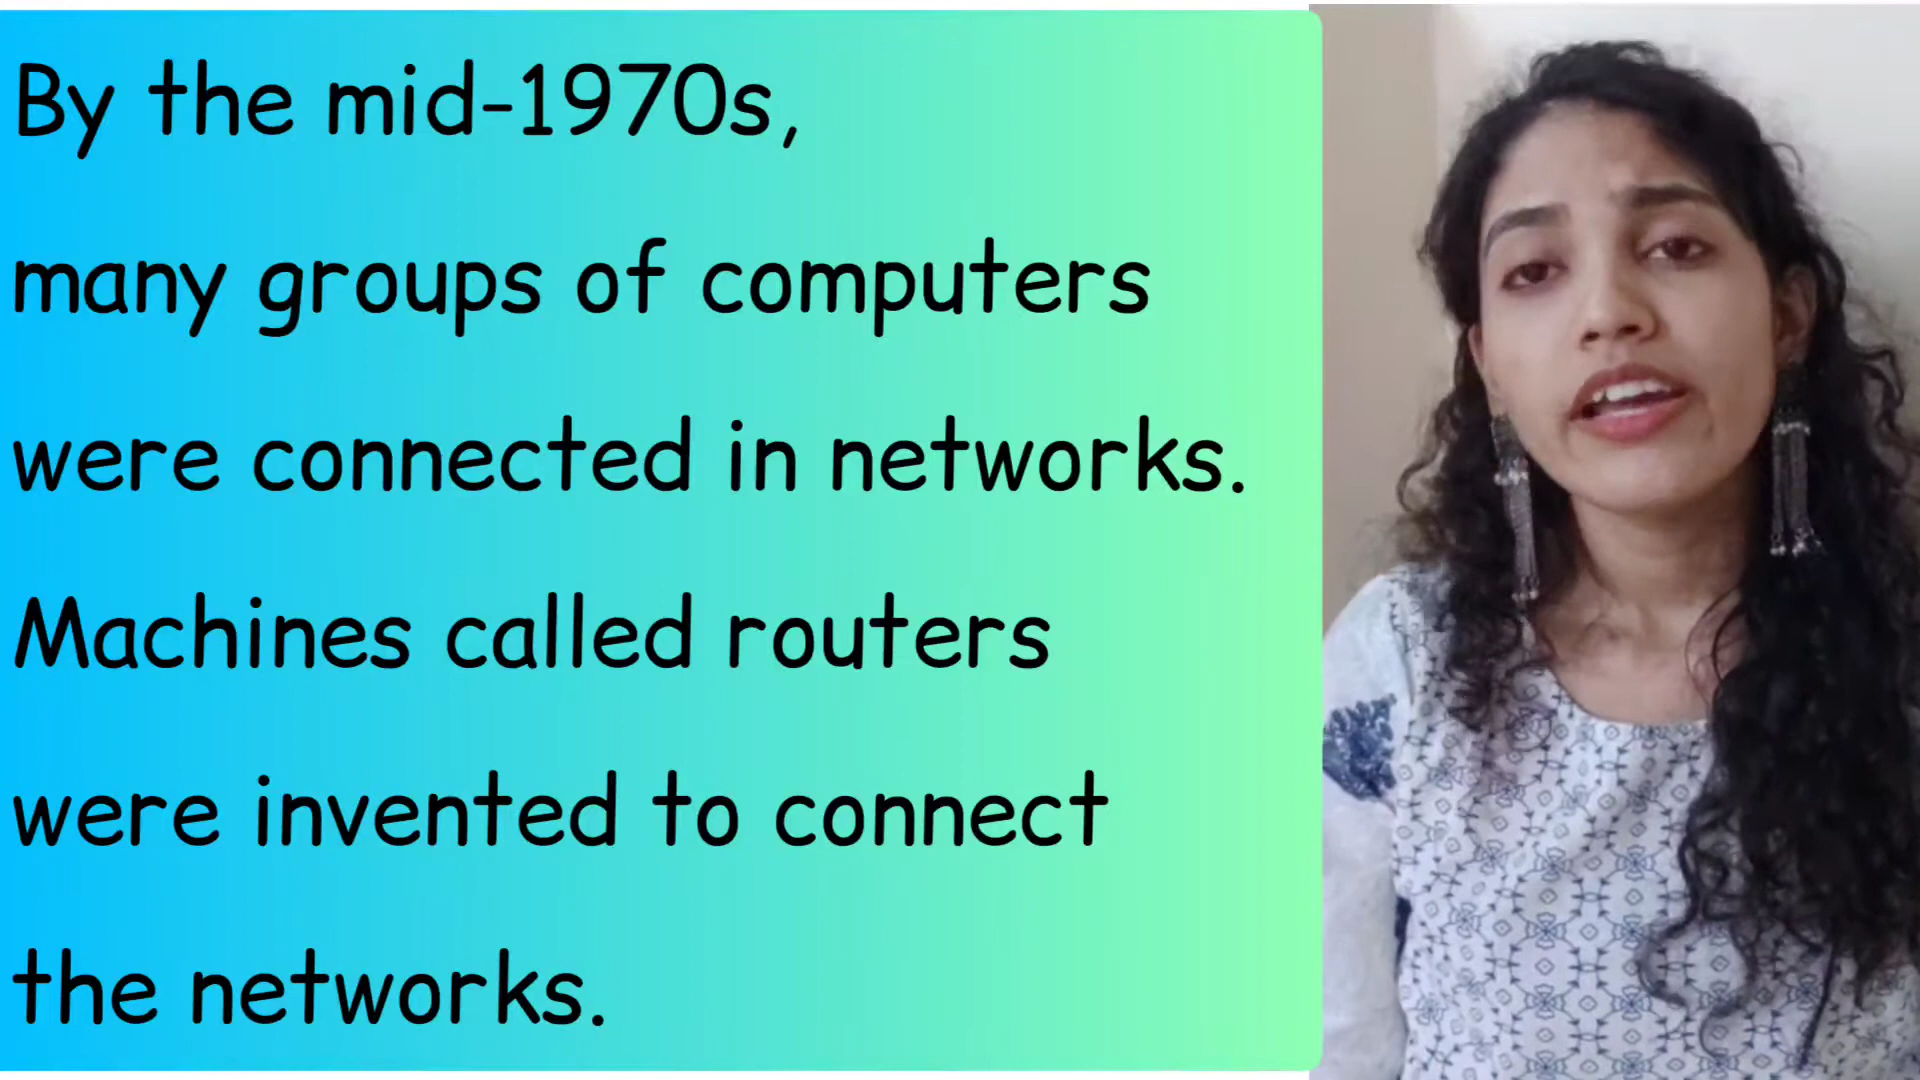 By the mid-1970s,
many groups of computers
were connected in networks.
Machines called routers
were invented to connect
the networks.